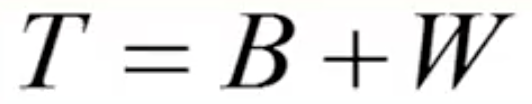 T = B + W